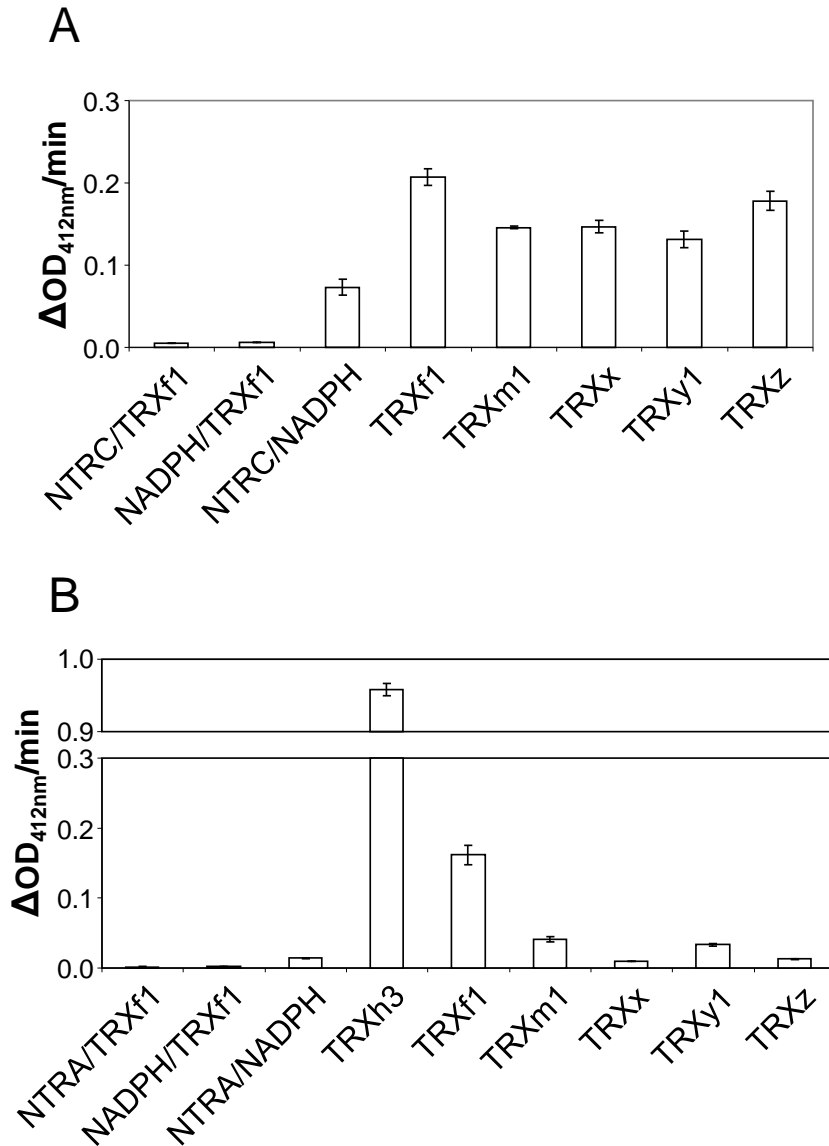 A
0.3
0.2
0.1
0.0
ΔOD412nm/min
NTRC/TRXf1
NADPH/TRXf1
NTRC/NADPH
TRXf1
TRXm1
TRXx
TRXy1
TRXz
B
1.0
0.9
0.3
0.2
0.1
0.0
ΔOD412nm/min
NTRA/TRXf1
NADPH/TRXf1
NTRA/NADPH
TRXh3
TRXf1
TRXm1
TRXx
TRXy1
TRXz